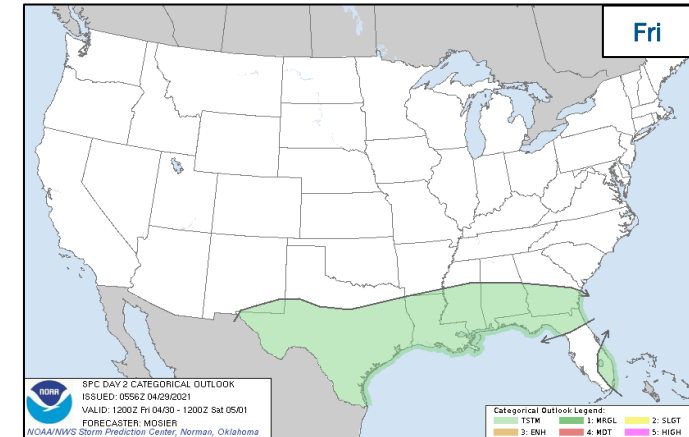 Fri
NOAA
SPC DAY 2 CATEGORICAL OUTLOOK
ISSUED: 0556Z 04/29/2021
VALID: 1200Z Fri 04/30 - 1200Z Sat 05/01
FORECASTER: MOSIER
NOAA/NWS Storm Prediction Center, Norman, Oklahoma
Categorical Outlook Legend:
TSTM 1: MRGL 2: SLGT
3: ENH 4: MDT 5: HIGH